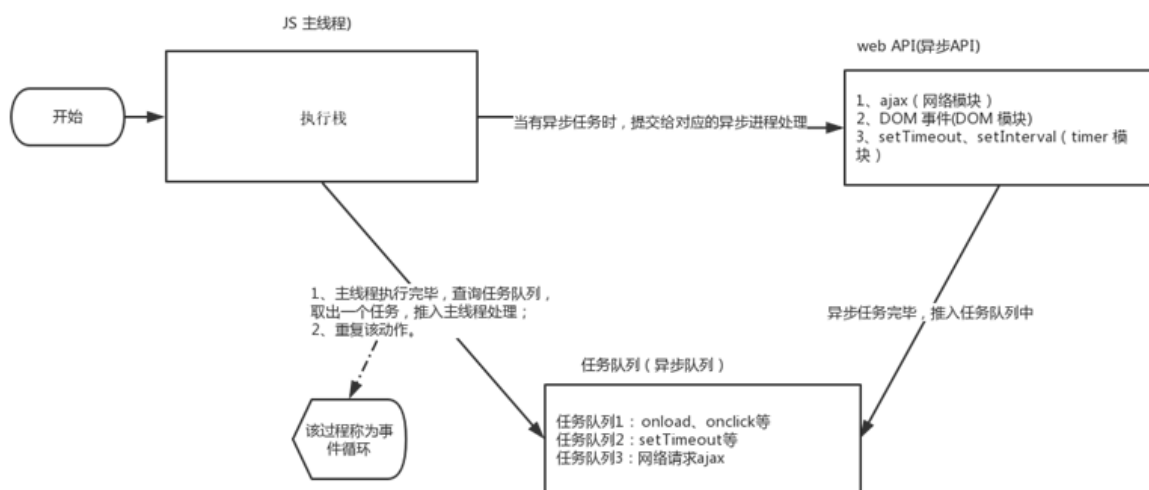 JS 主线程)
web API(异步API)
开始
执行栈
当有异步任务时，提交给对应的异步进程处理
1、ajax（网络模块）
2、DOM 事件(DOM 模块)
3、setTimeout、setInterval（timer 模
块）
1、主线程执行完毕，查询任务队列，
取出一个任务，推入主线程处理；
2、重复该动作。
异步任务完毕，推入任务队列中
任务队列（异步队列）
该过程称为事
件循环
任务队列1：onload、onclick等
任务队列2：setTimeout等
任务队列3：网络请求ajax